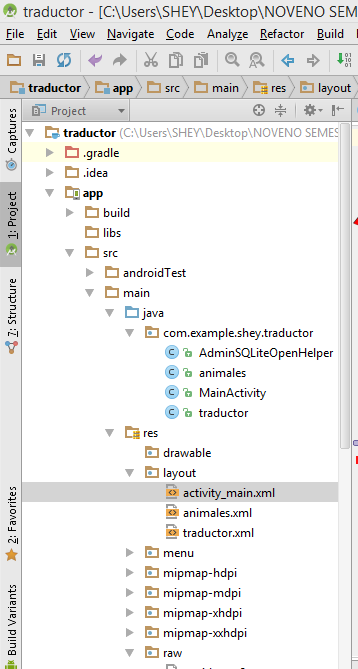 traductor - [C:\Users\SHEY\Desktop\NOVENO SEMES
File Edit View Navigate Code Analyze Refactor Build
traductor app src main res layout
Project
traductor (C:\Users\SHEY\Desktop\NOVENO SEMES
.gradle
.idea
app
build
libs
src
androidTest
main
java
com.example.shey.traductor
AdminSQLiteOpenHelper
animales
MainActivity
traductor
res
drawable
layout
activity_main.xml
animales.xml
traductor.xml
menu
mipmap-hdpi
mipmap-mdpi
mipmap-xhdpi
mipmap-xxhdpi
raw
Captures
1: Project
7: Structure
2: Favorites
Build Variants